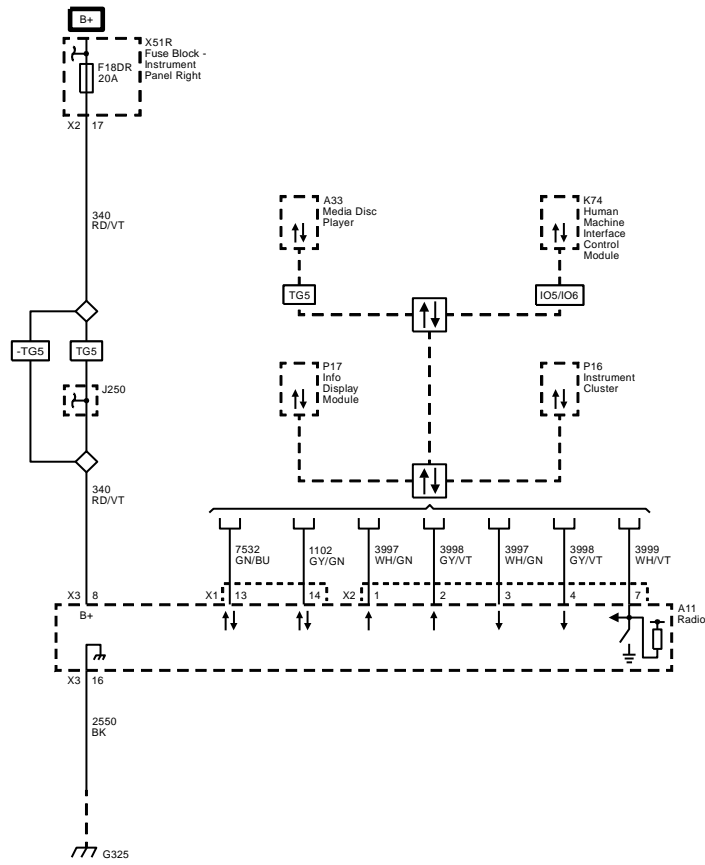 B+
X51R
Fuse Block -
Instrument
Panel Right
F18DR
20A
X2 17
340
RD/VT
A33
Media Disc
Player
K74
Human
Machine
Interface
Control
Module
TG5
IO5/IO6
-TG5
TG5
J250
P17
Info
Display
Module
P16
Instrument
Cluster
340
RD/VT
7532
GN/BU
1102
GY/GN
3997
WH/GN
3998
GY/VT
3997
WH/GN
3998
GY/VT
3999
WH/VT
X3 8
X1 13
14
X2 1
2
3
4
7
B+
A11
Radio
X3 16
2550
BK
G325